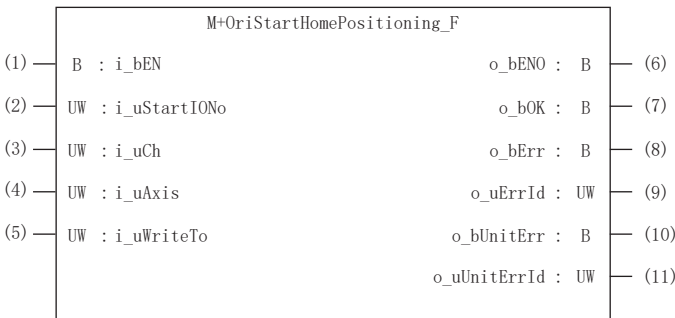 M+OriStartHomePositioning_F
(1) B : i_bEN o_bENO : B (6)
(2) UW : i_uStartIONo o_bOK : B (7)
(3) UW : i_uCh o_bErr : B (8)
(4) UW : i_uAxis o_uErrId : UW (9)
(5) UW : i_uWriteTo o_bUnitErr : B (10)
o_uUnitErrId : UW (11)